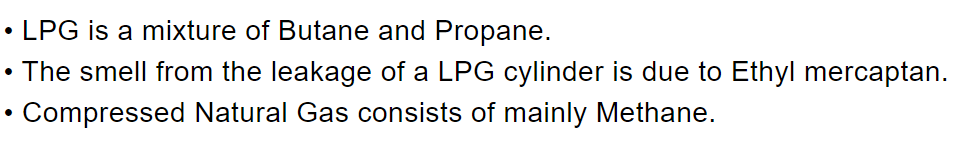 • LPG is a mixture of Butane and Propane.
• The smell from the leakage of a LPG cylinder is due to Ethyl mercaptan.
• Compressed Natural Gas consists of mainly Methane.